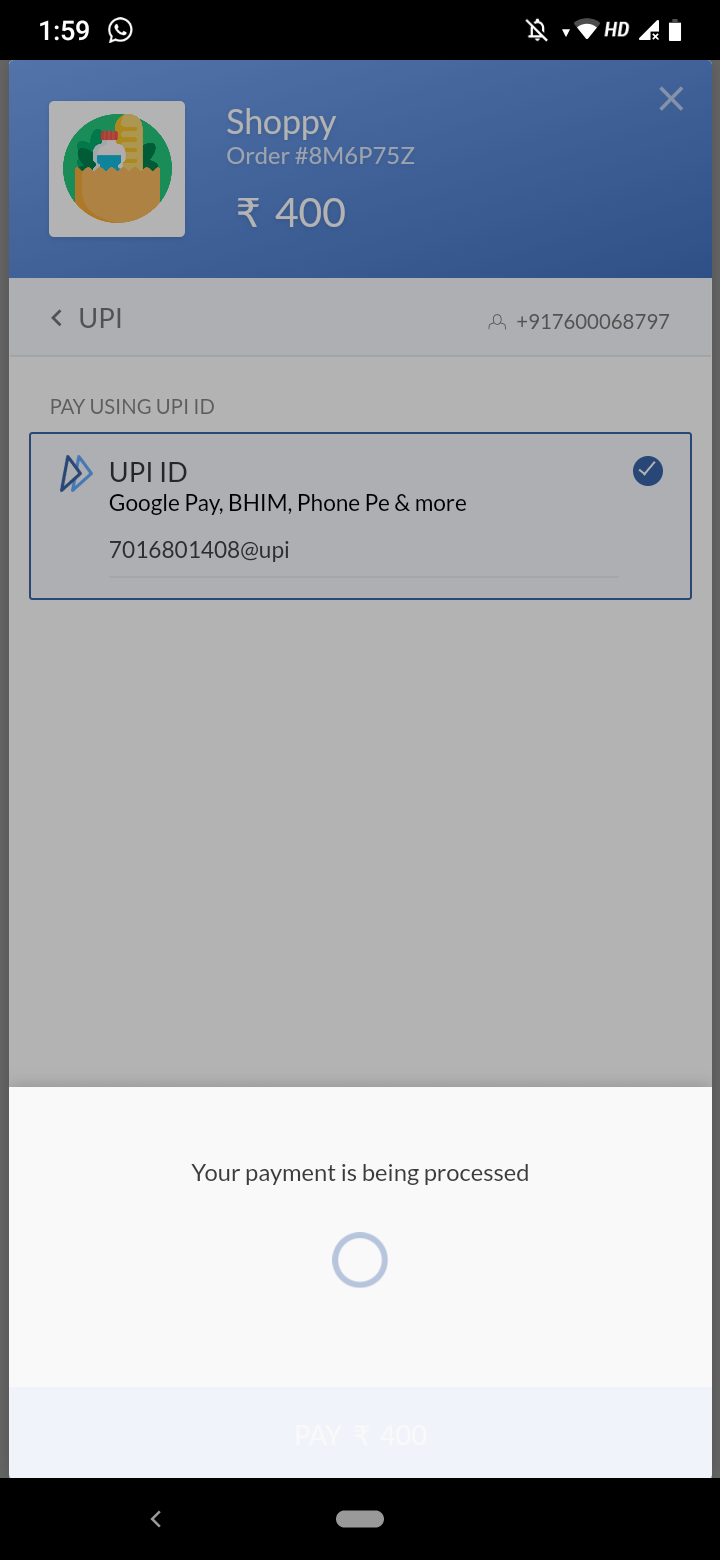 1:59
HD
Shoppy
Order #8M6P75Z
₹ 400
UPI
+917600068797
PAY USING UPI ID
UPI ID
Google Pay, BHIM, Phone Pe & more
7016801408@upi
Your payment is being processed
PAY ₹ 400